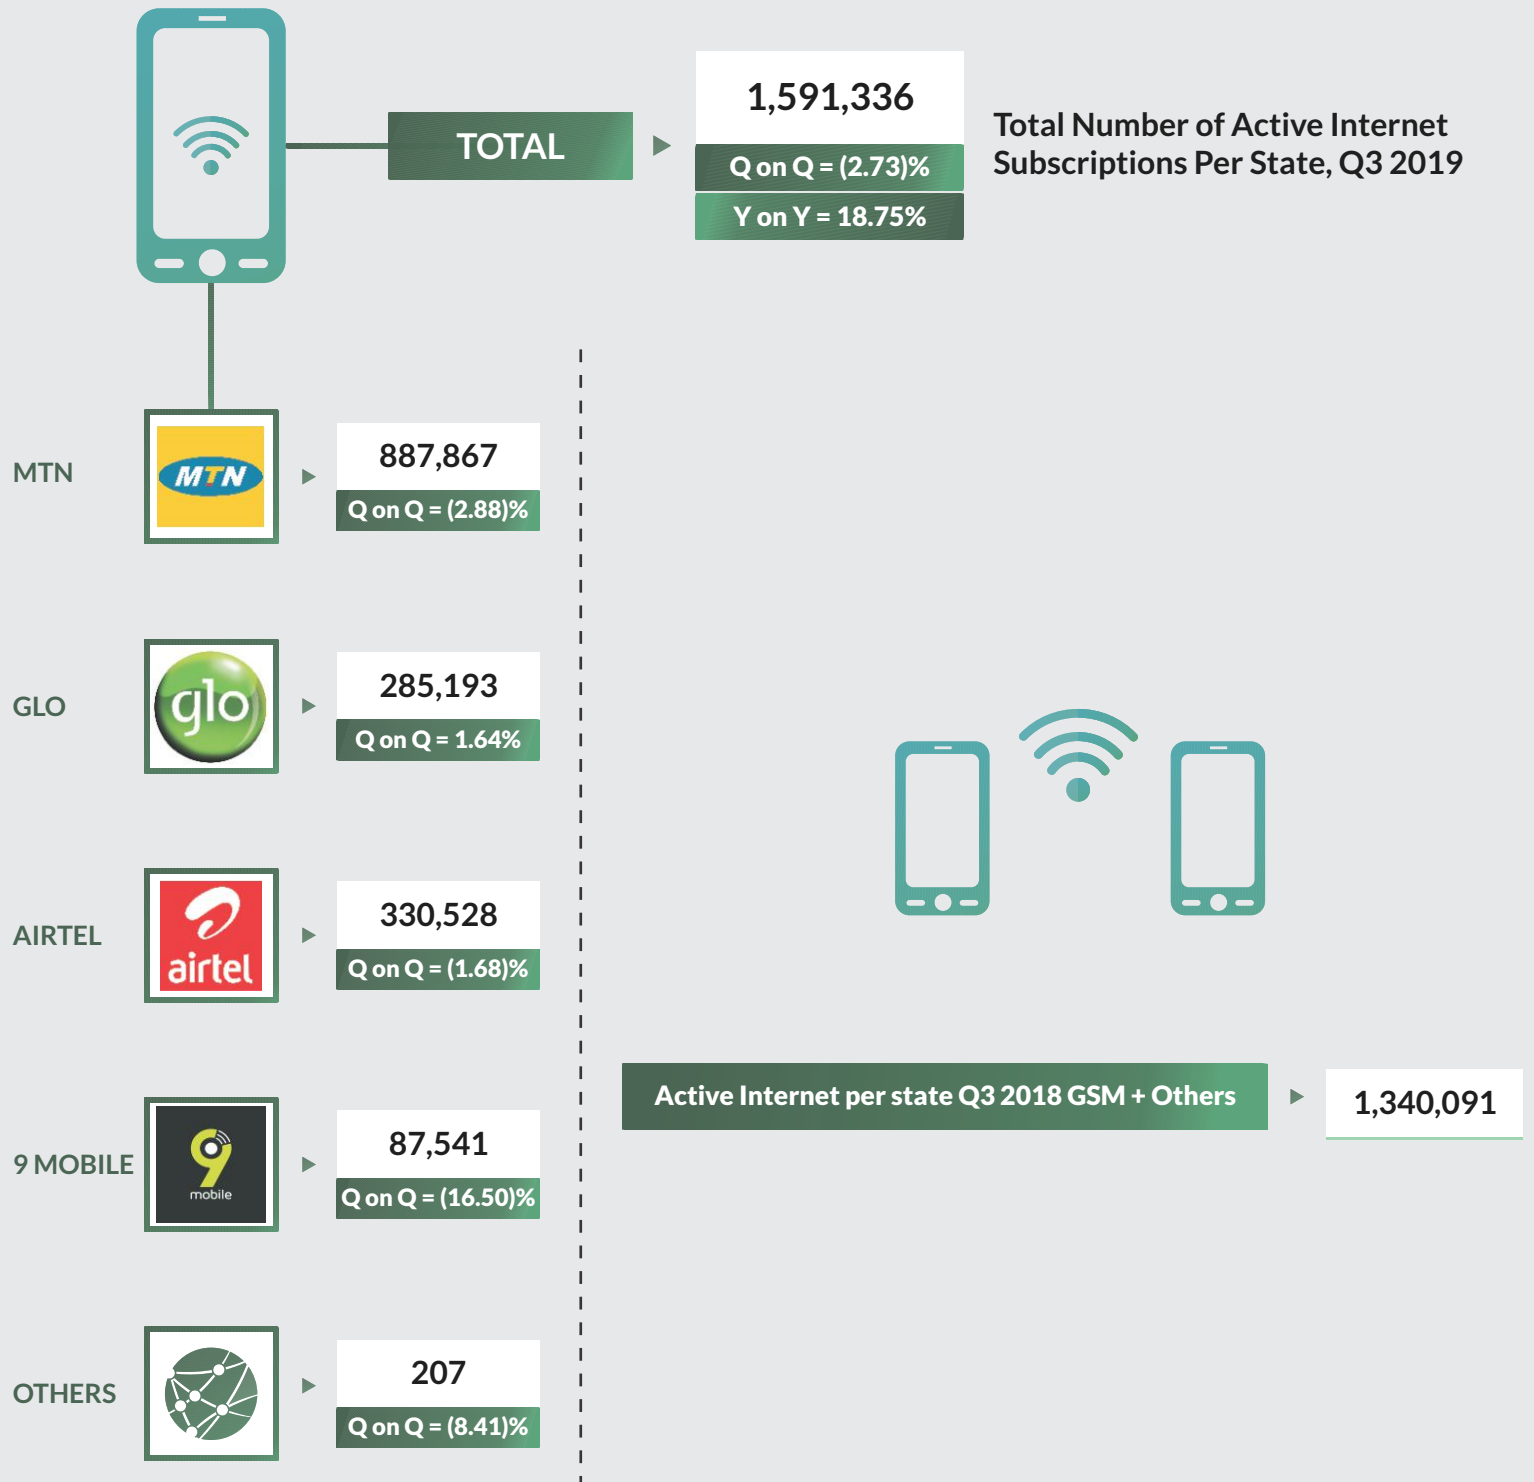 TOTAL
1,591,336
Q on Q = (2.73)%
Y on Y = 18.75%
Total Number of Active Internet
Subscriptions Per State, Q3 2019
MTN
MTN
887,867
Q on Q = (2.88)%
GLO
glo
285,193
Q on Q = 1.64%
AIRTEL
airtel
330,528
Q on Q = (1.68)%
9 MOBILE
9
mobile
87,541
Q on Q = (16.50)%
OTHERS
207
Q on Q = (8.41)%
Active Internet per state Q3 2018 GSM + Others
1,340,091